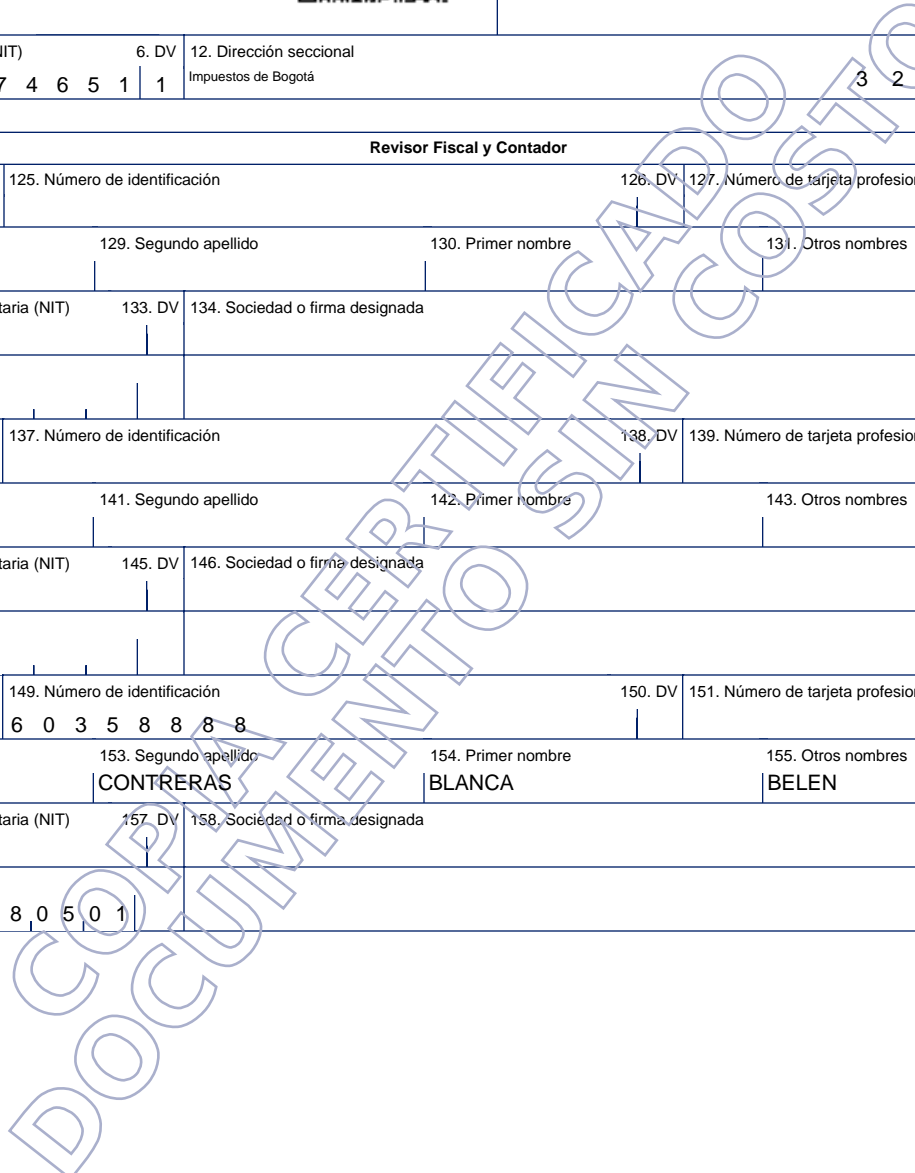 NIT) 6. DV 12. Dirección seccional
7 4 6 5 1 1 Impuestos de Bogotá 3 2
Revisor Fiscal y Contador
125. Número de identificación 126. DV 127. Número de tarjeta profesion
129. Segundo apellido 130. Primer nombre 131. Otros nombres
taria (NIT) 133. DV 134. Sociedad o firma designada
137. Número de identificación 138. DV 139. Número de tarjeta profesion
141. Segundo apellido 142. Primer nombre 143. Otros nombres
taria (NIT) 145. DV 146. Sociedad o firma designada
149. Número de identificación 150. DV 151. Número de tarjeta profesion
6 0 3 5 8 8 8 8
153. Segundo apellido 154. Primer nombre 155. Otros nombres
CONTRERAS BLANCA BELEN
taria (NIT) 157. DV 158. Sociedad o firma designada
8 0 5 0 1
COPIA CERTIFICADO
DOCUMENTO SIN COSTO